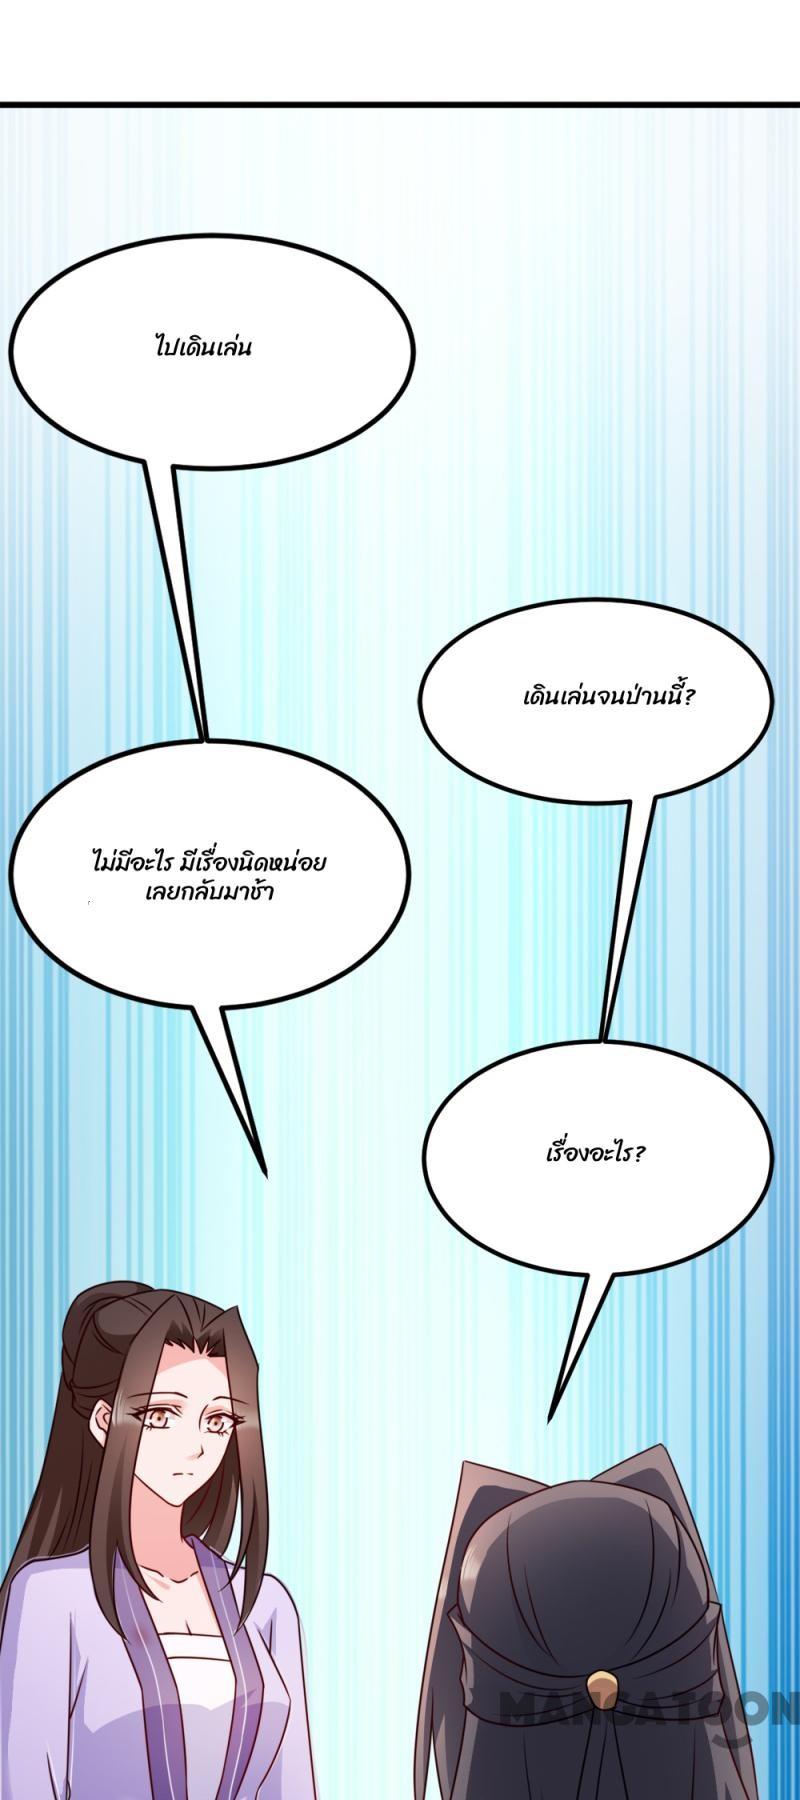 ไปเดินเล่น
เดินเล่นจนป่านนี้?
ไม่มีอะไร มีเรื่องนิดหน่อย
เลยกลับมาช้า
เรื่องอะไร?
MANGATOON